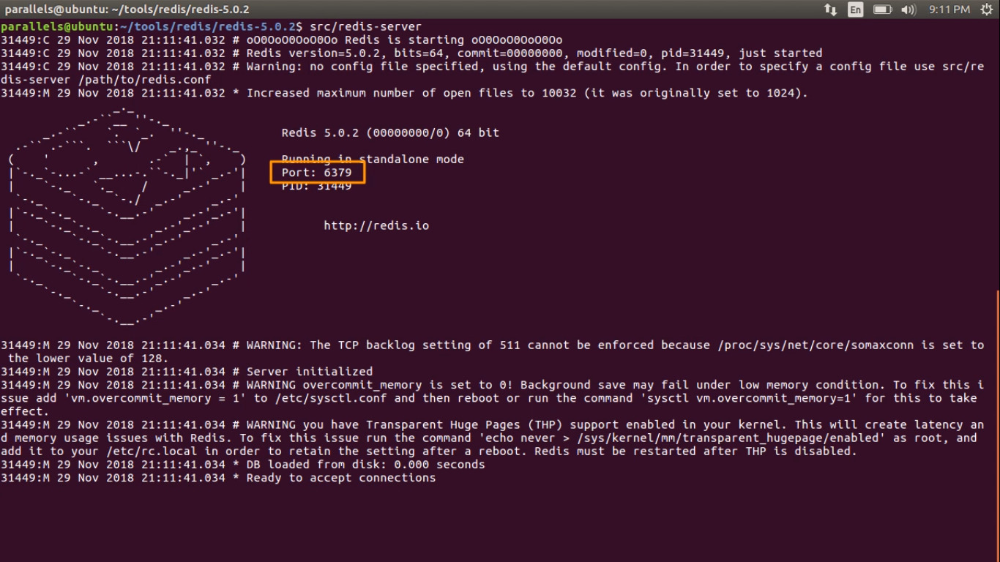 parallels@ubuntu: ~/tools/redis/redis-5.0.2 En 9:11 PM
parallels@ubuntu:~/tools/redis/redis-5.0.2$ src/redis-server
31449:C 29 Nov 2018 21:11:41.032 # oO0OoO0OoO0Oo Redis is starting oO0OoO0OoO0Oo
31449:C 29 Nov 2018 21:11:41.032 # Redis version=5.0.2, bits=64, commit=00000000, modified=0, pid=31449, just started
31449:C 29 Nov 2018 21:11:41.032 # Warning: no config file specified, using the default config. In order to specify a config file use src/re
dis-server /path/to/redis.conf
31449:M 29 Nov 2018 21:11:41.032 * Increased maximum number of open files to 10032 (it was originally set to 1024).
Redis 5.0.2 (00000000/0) 64 bit
Running in standalone mode
Port: 6379
PID: 31449
http://redis.io
31449:M 29 Nov 2018 21:11:41.034 # WARNING: The TCP backlog setting of 511 cannot be enforced because /proc/sys/net/core/somaxconn is set to
the lower value of 128.
31449:M 29 Nov 2018 21:11:41.034 # Server initialized
31449:M 29 Nov 2018 21:11:41.034 # WARNING overcommit_memory is set to 0! Background save may fail under low memory condition. To fix this i
ssue add 'vm.overcommit_memory = 1' to /etc/sysctl.conf and then reboot or run the command 'sysctl vm.overcommit_memory=1' for this to take
effect.
31449:M 29 Nov 2018 21:11:41.034 # WARNING you have Transparent Huge Pages (THP) support enabled in your kernel. This will create latency an
d memory usage issues with Redis. To fix this issue run the command 'echo never > /sys/kernel/mm/transparent_hugepage/enabled' as root, and
add it to your /etc/rc.local in order to retain the setting after a reboot. Redis must be restarted after THP is disabled.
31449:M 29 Nov 2018 21:11:41.034 * DB loaded from disk: 0.000 seconds
31449:M 29 Nov 2018 21:11:41.034 * Ready to accept connections